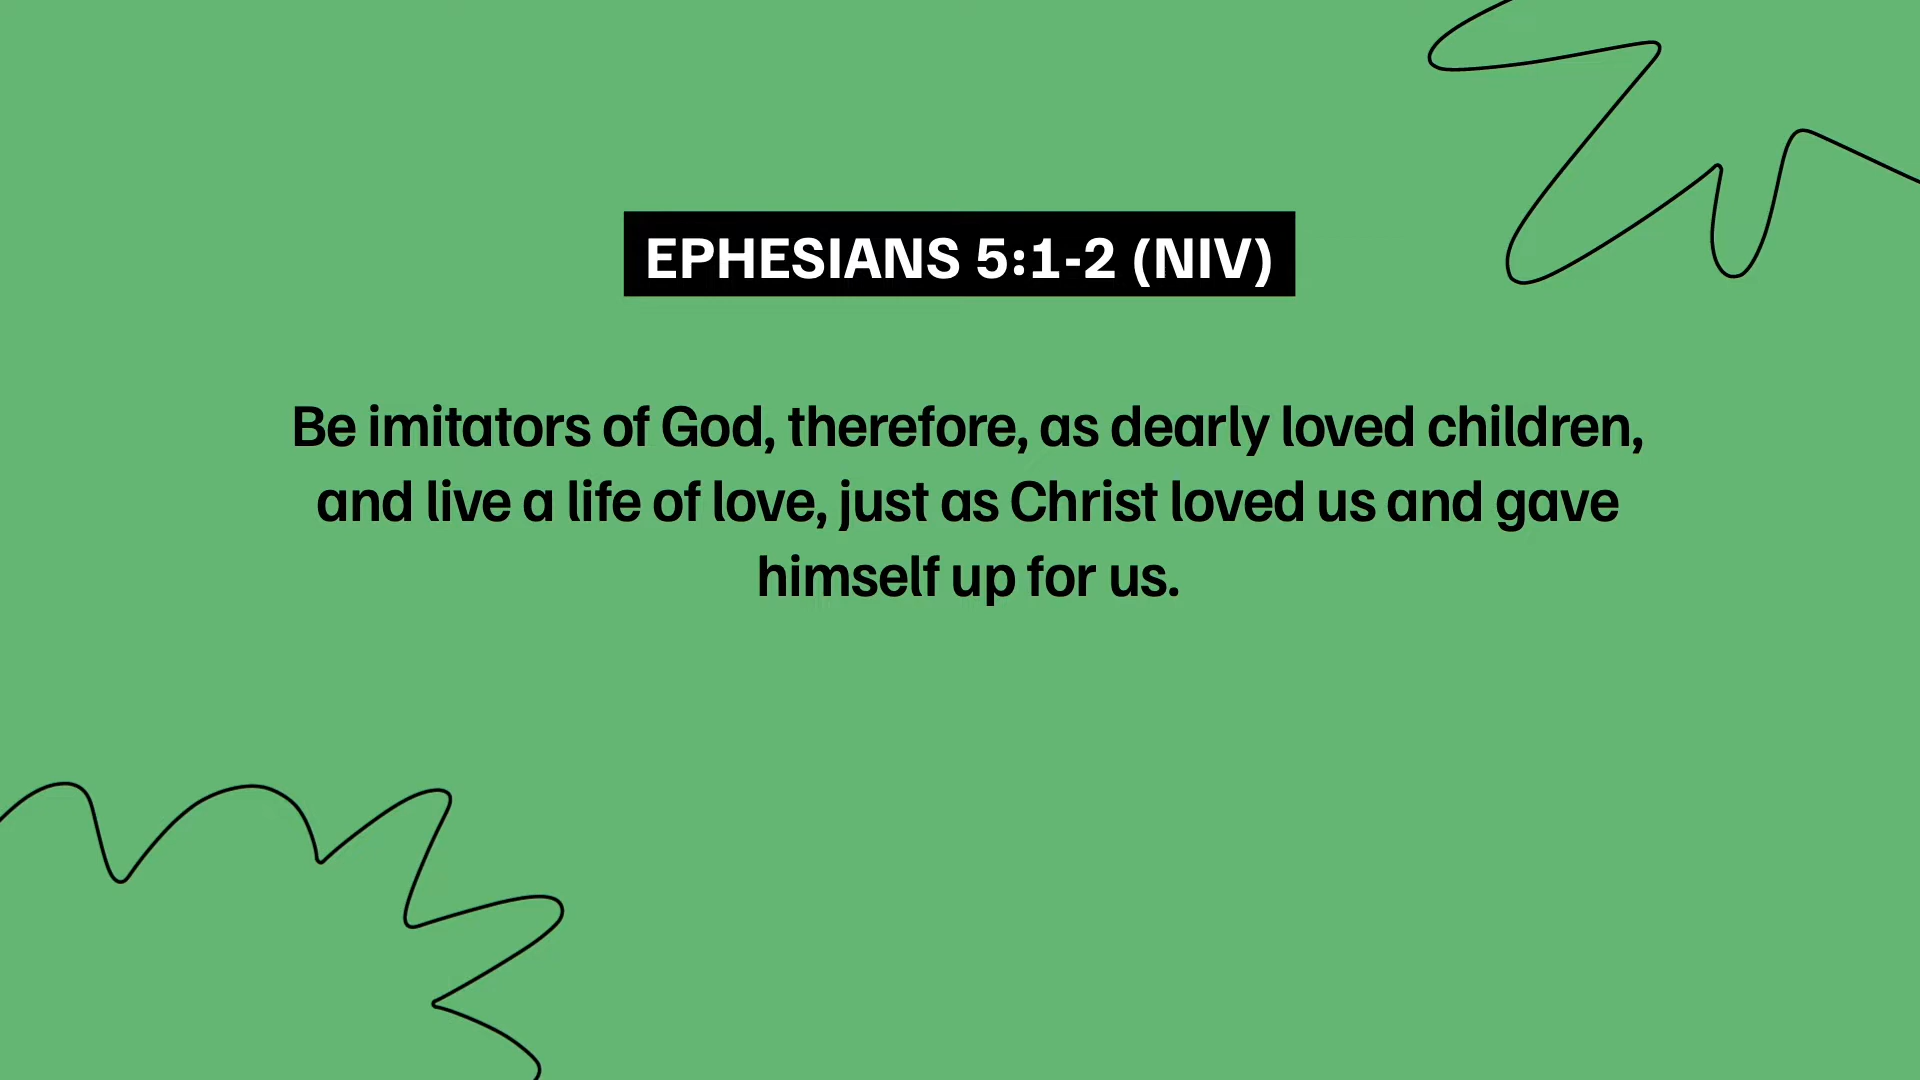 EPHESIANS 5:1-2 (NIV)
Be imitators of God, therefore, as dearly loved children,
and live a life of love, just as Christ loved us and gave
himself up for us.